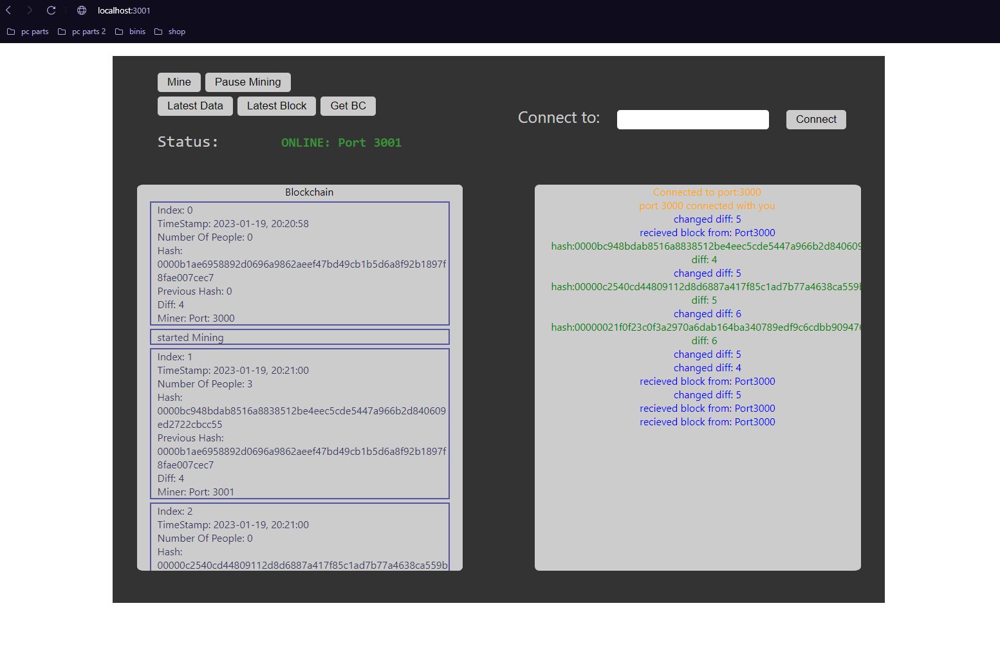 localhost:3001
pc parts pc parts 2 binis shop
Mine Pause Mining
Latest Data Latest Block Get BC
Connect to: Connect
Status: ONLINE: Port 3001
Blockchain
Index: 0
TimeStamp: 2023-01-19, 20:20:58
Number Of People: 0
Hash:
0000b1ae6958892d0696a9862aeef47bd49cb1b5d6a8f92b1897f
8fae007cec7
Previous Hash: 0
Diff: 4
Miner: Port: 3000
started Mining
Index: 1
TimeStamp: 2023-01-19, 20:21:00
Number Of People: 3
Hash:
0000bc948bdab8516a8838512be4eec5cde5447a966b2d840609
ed2722cbcc55
Previous Hash:
0000b1ae6958892d0696a9862aeef47bd49cb1b5d6a8f92b1897f
8fae007cec7
Diff: 4
Miner: Port: 3001
Index: 2
TimeStamp: 2023-01-19, 20:21:00
Number Of People: 0
Hash:
00000c2540cd44809112d8d6887a417f85c1ad7b77a4638ca559b
Connected to port:3000
port 3000 connected with you
changed diff: 5
recieved block from: Port3000
hash:0000bc948bdab8516a8838512be4eec5cde5447a966b2d840609
diff: 4
changed diff: 5
hash:00000c2540cd44809112d8d6887a417f85c1ad7b77a4638ca559b
diff: 5
changed diff: 6
hash:00000021f0f23c0f3a2970a6dab164ba340789edf9c6cdbb909476
diff: 6
changed diff: 5
changed diff: 4
recieved block from: Port3000
changed diff: 5
recieved block from: Port3000
recieved block from: Port3000